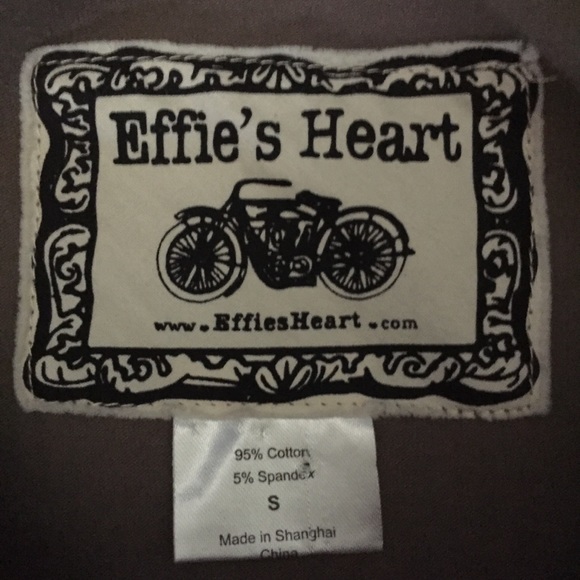 Effie's Heart
www.EffiesHeart.com
95% Cotton
5% Spandex
S
Made in Shanghai
China